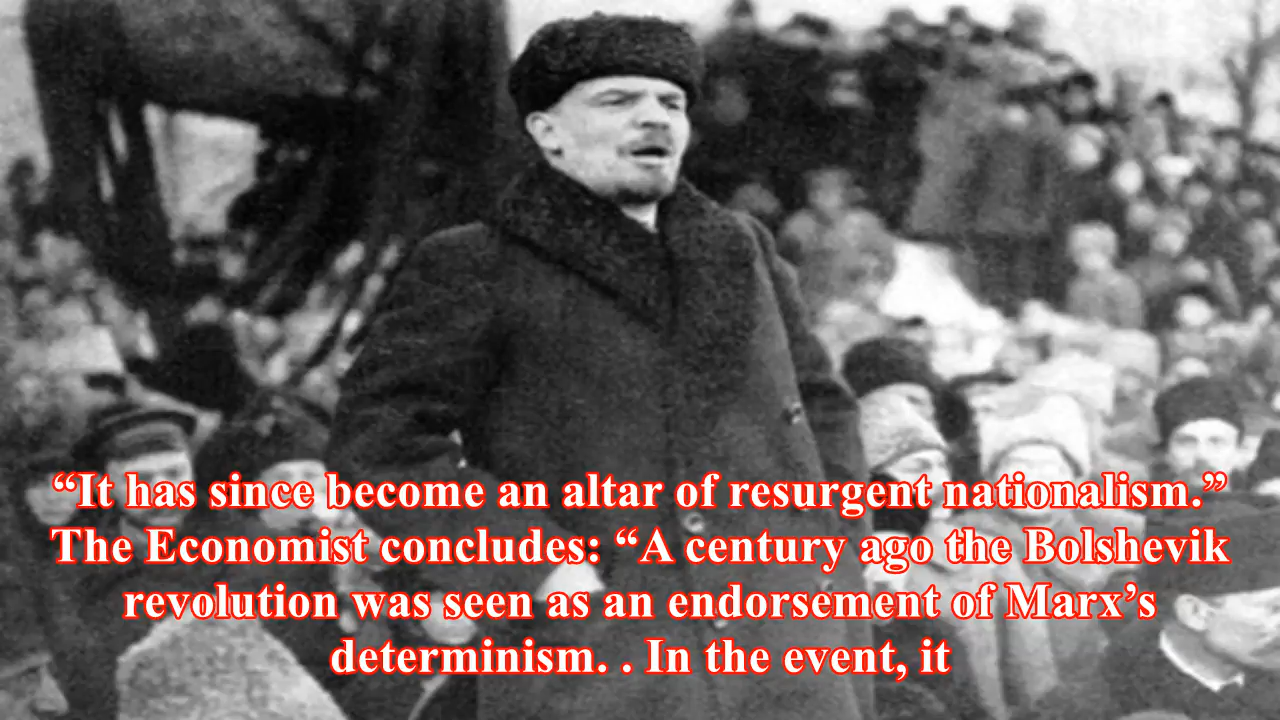 “It has since become an altar of resurgent nationalism.”
The Economist concludes: “A century ago the Bolshevik
revolution was seen as an endorsement of Marx’s
determinism. . In the event, it